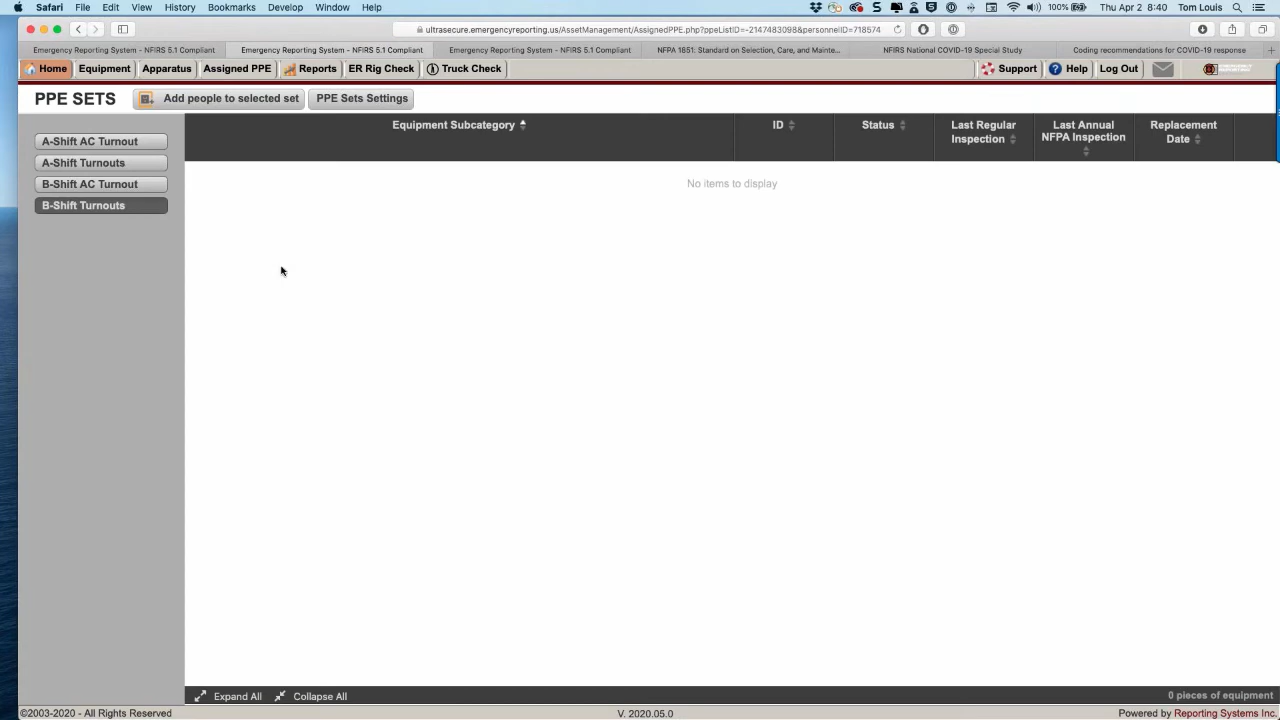 Safari File Edit View History Bookmarks Develop Window Help 100% Thu Apr 2 8:40 Tom Louis
ultrasecure.emergencyreporting.us/AssetManagement/AssignedPPE.php?ppeListID=-2147483098&personnelID=718574
Emergency Reporting System - NFIRS 5.1 Compliant Emergency Reporting System - NFIRS 5.1 Compliant Emergency Reporting System - NFIRS 5.1 Compliant NFPA 1851: Standard on Selection, Care, and Mainte... NFIRS National COVID-19 Special Study Coding recommendations for COVID-19 response
Home Equipment Apparatus Assigned PPE Reports ER Rig Check Truck Check Support Help Log Out
PPE SETS Add people to selected set PPE Sets Settings
A-Shift AC Turnout
A-Shift Turnouts
B-Shift AC Turnout
B-Shift Turnouts
Equipment Subcategory ID Status Last Regular Inspection Last Annual NFPA Inspection Replacement Date
No items to display
Expand All Collapse All 0 pieces of equipment
©2003-2020 - All Rights Reserved V. 2020.05.0 Powered by Reporting Systems Inc.